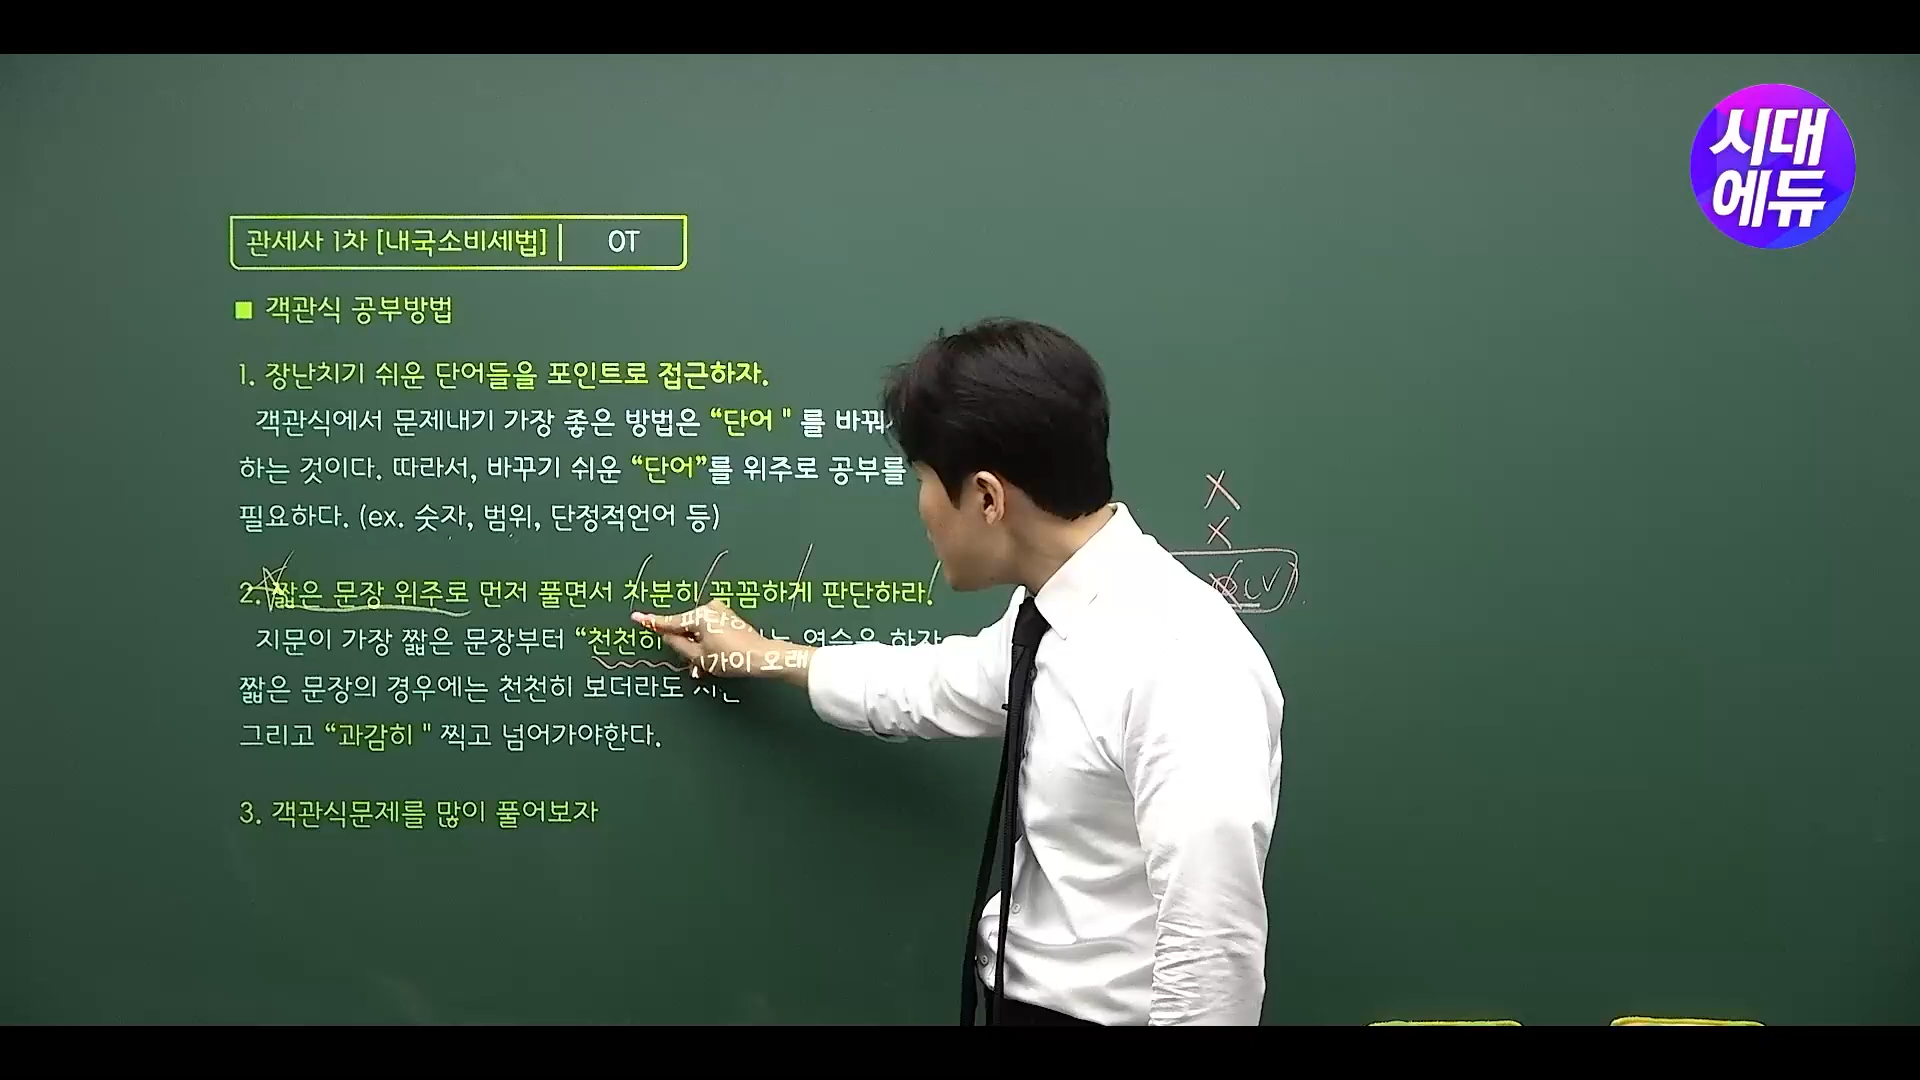 시대
에듀
관세사 1차 [내국소비세법] | OT
■ 객관식 공부방법
1. 장난치기 쉬운 단어들을 포인트로 접근하자.
객관식에서 문제내기 가장 좋은 방법은 “단어 " 를 바꿔
하는 것이다. 따라서, 바꾸기 쉬운 “단어”를 위주로 공부를
필요하다. (ex. 숫자, 범위, 단정적언어 등)
2. 짧은 문장 위주로 먼저 풀면서 차분히 꼼꼼하게 판단하라.
지문이 가장 짧은 문장부터 “천천히 연습을 하자
짧은 문장의 경우에는 천천히 보더라도 오래
그리고 “과감히 " 찍고 넘어가야한다.
3. 객관식문제를 많이 풀어보자